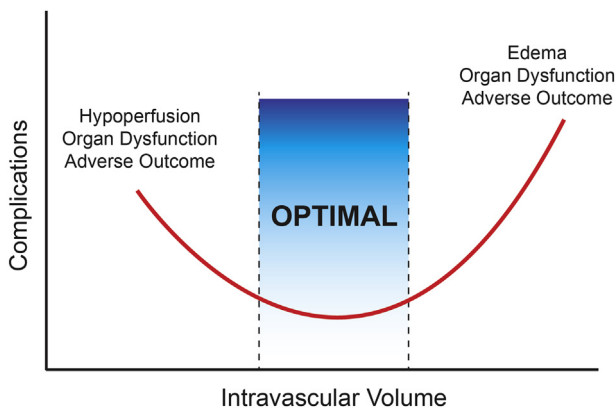 Edema
Organ Dysfunction
Adverse Outcome
Hypoperfusion
Organ Dysfunction
Adverse Outcome
OPTIMAL
Complications
Intravascular Volume